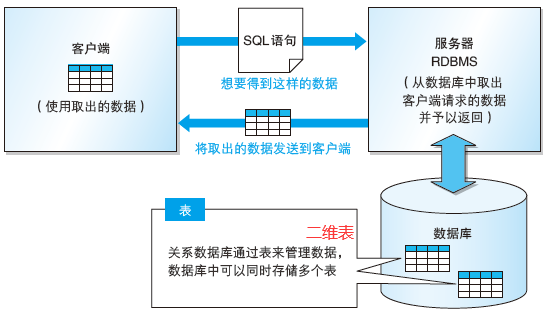 客户端
（使用取出的数据）
SQL语句
想要得到这样的数据
将取出的数据发送到客户端
服务器
RDBMS
（从数据库中取出
客户端请求的数据
并予以返回）
数据库
表
二维表
关系数据库通过表来管理数据，
数据库中可以同时存储多个表